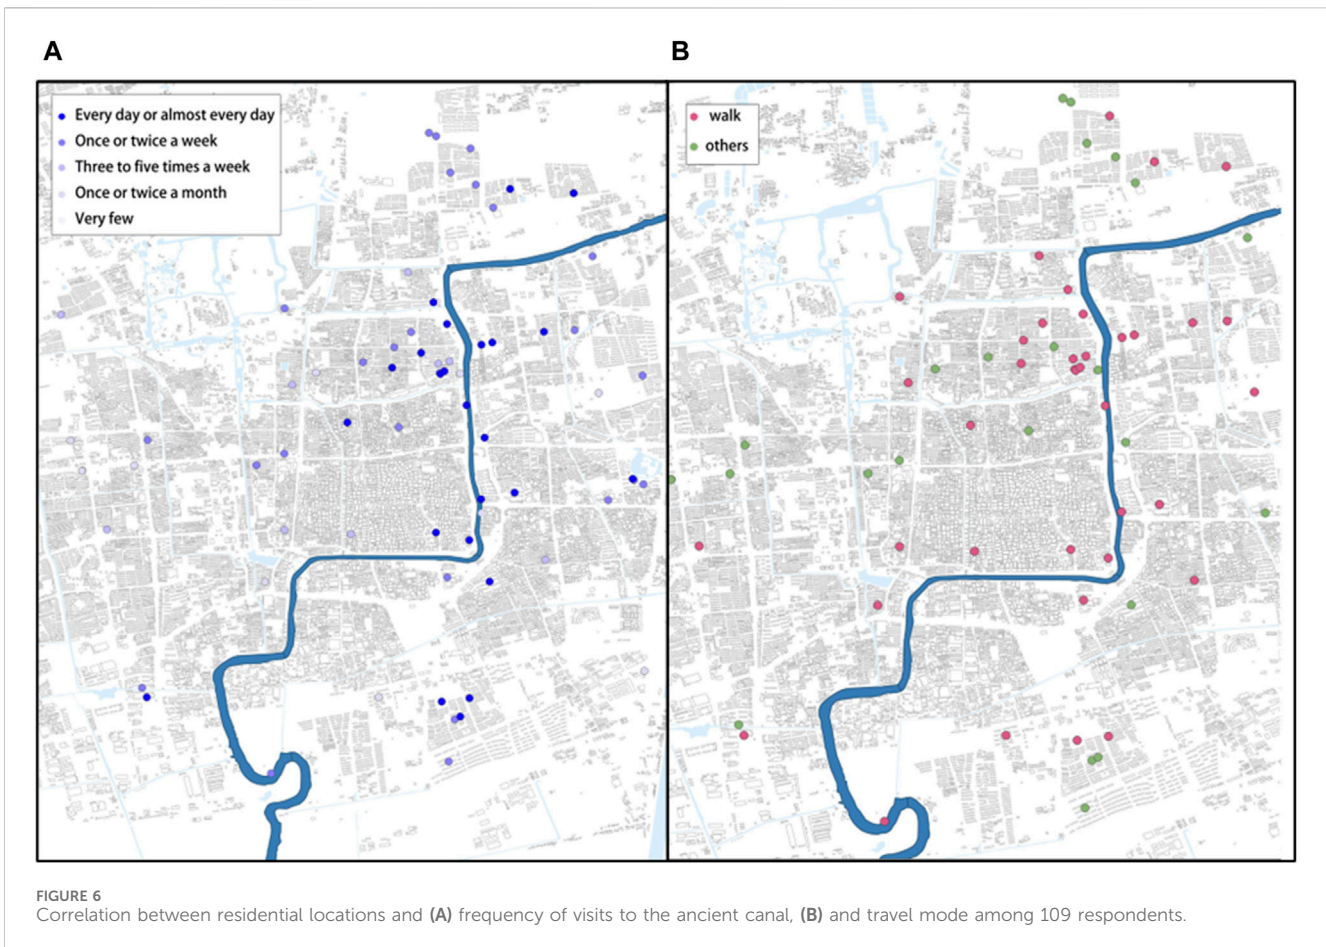 A
B
Every day or almost every day
Once or twice a week
Three to five times a week
Once or twice a month
Very few
walk
others
FIGURE 6
Correlation between residential locations and (A) frequency of visits to the ancient canal, (B) and travel mode among 109 respondents.